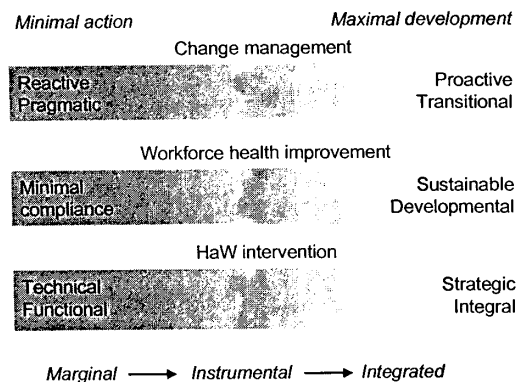 Minimal action Maximal development
Change management
Reactive Proactive
Pragmatic Transitional
Workforce health improvement
Minimal Sustainable
compliance Developmental
HaW intervention
Technical Strategic
Functional Integral
Marginal → Instrumental → Integrated